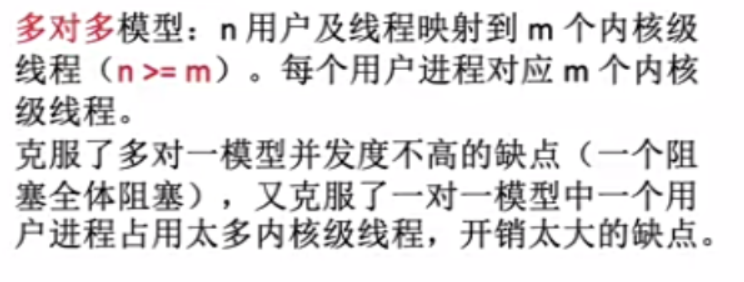 多对多模型：n 用户及线程映射到 m 个内核级
线程（n >= m）。每个用户进程对应 m 个内核
级线程。
克服了多对一模型并发度不高的缺点（一个阻
塞全体阻塞），又克服了一对一模型中一个用
户进程占用太多内核级线程，开销太大的缺点。